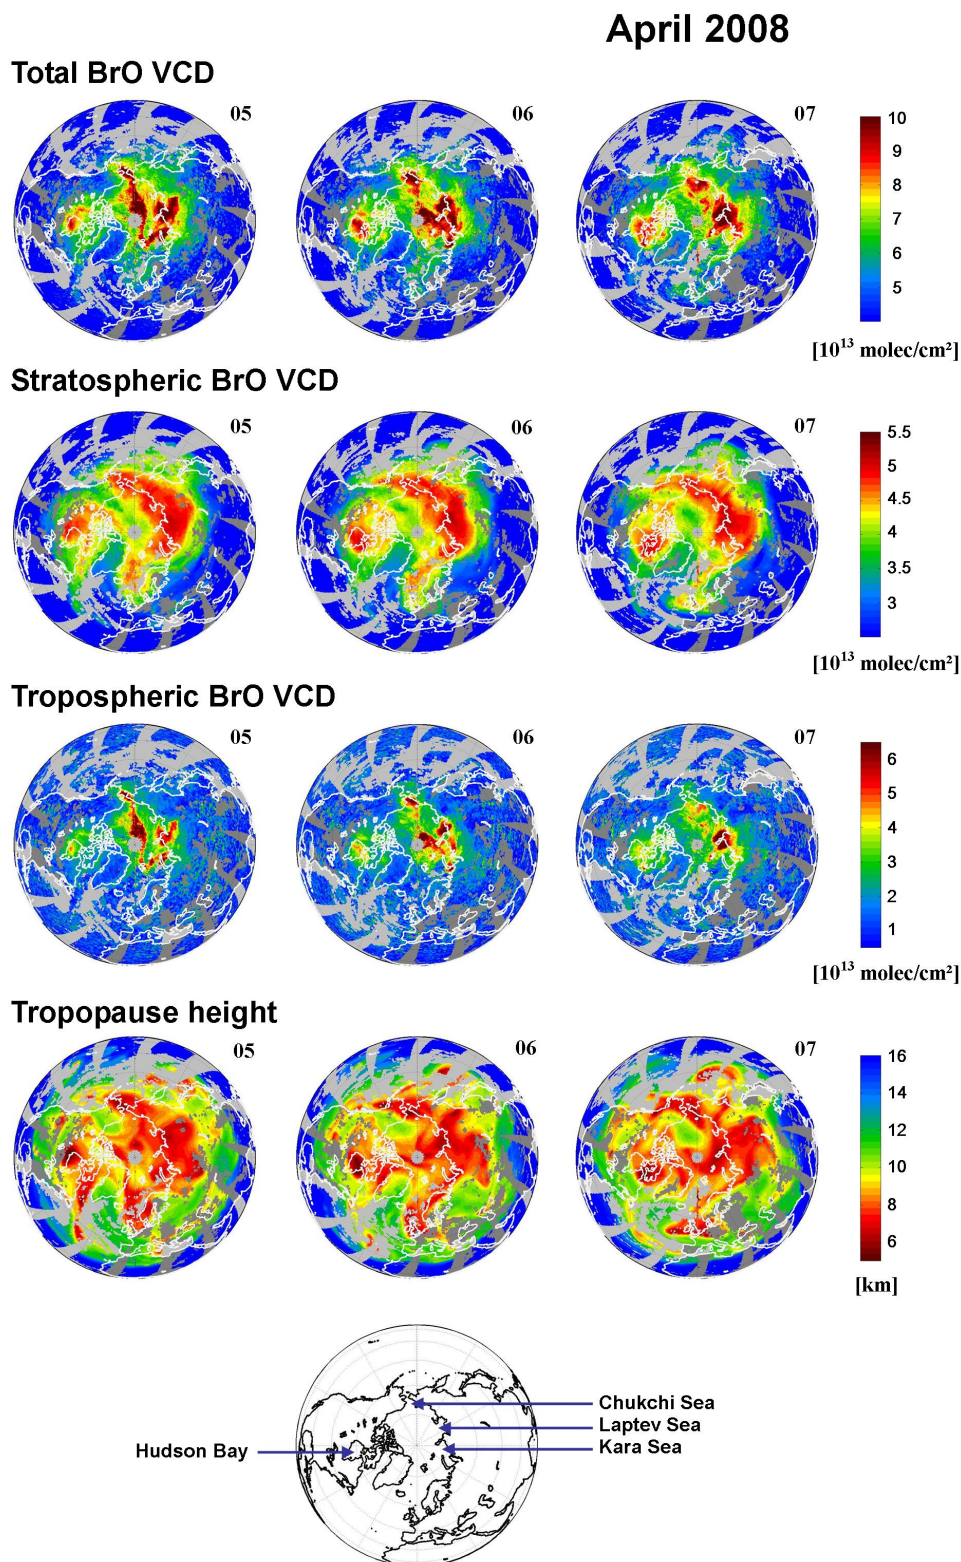 April 2008
Total BrO VCD
05
06
07
10
9
8
7
6
5
[10¹³ molec/cm²]
Stratospheric BrO VCD
05
06
07
5.5
5
4.5
4
3.5
3
[10¹³ molec/cm²]
Tropospheric BrO VCD
05
06
07
6
5
4
3
2
1
[10¹³ molec/cm²]
Tropopause height
05
06
07
16
14
12
10
8
6
[km]
Chukchi Sea
Laptev Sea
Kara Sea
Hudson Bay